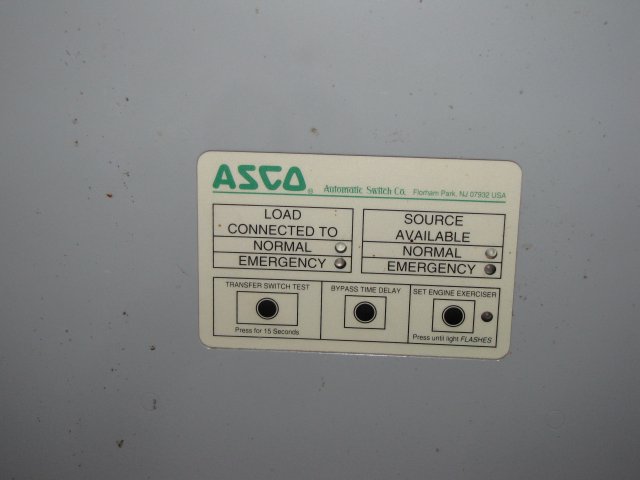 ASCO® Automatic Switch Co. Florham Park, NJ 07932 USA
LOAD
CONNECTED TO
NORMAL
EMERGENCY
SOURCE
AVAILABLE
NORMAL
EMERGENCY
TRANSFER SWITCH TEST
Press for 15 Seconds
BYPASS TIME DELAY
SET ENGINE EXERCISER
Press until light FLASHES